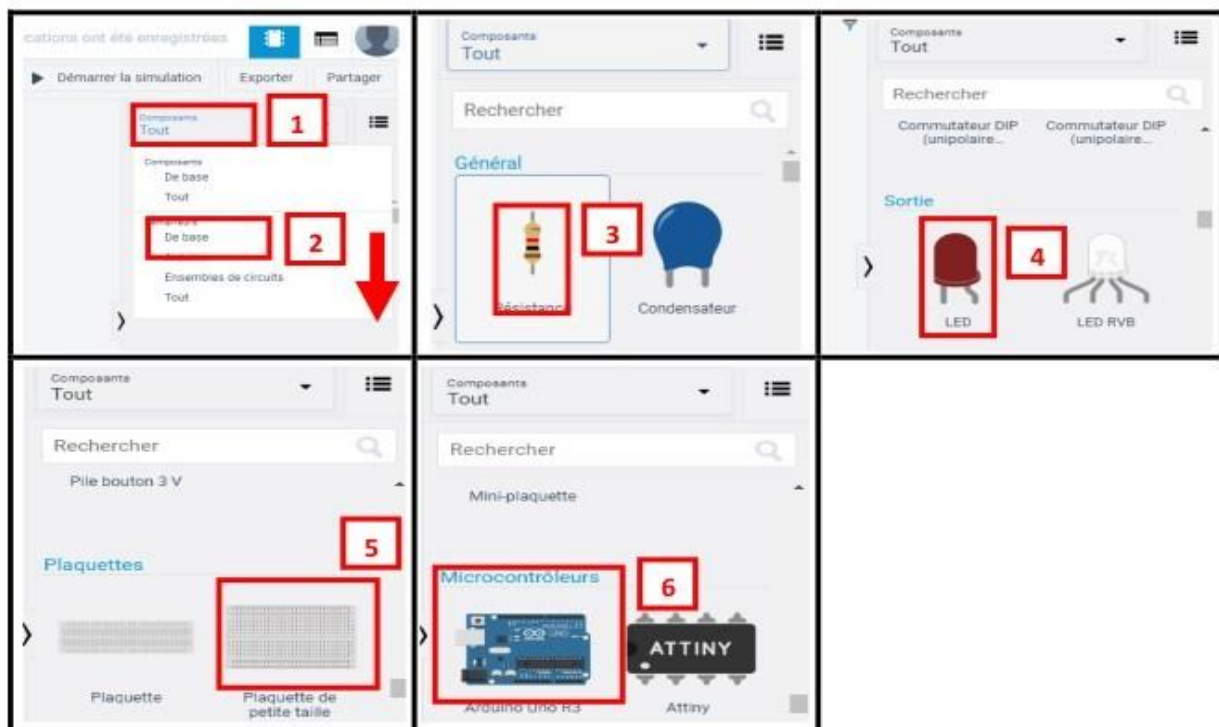 cations ont été enregistrées
Démarrer la simulation Exporter Partager
Composants
Tout
1
Composants
De base
Tout
De base
2
Ensembles de circuits
Tout
Composants
Tout
Rechercher
Général
3
Résistance
Condensateur
Composants
Tout
Rechercher
Commutateur DIP
(unipolaire...
Commutateur DIP
(unipolaire...
Sortie
4
LED
LED RVB
Composants
Tout
Rechercher
Pile bouton 3 V
5
Plaquettes
Plaquette
Plaquette de
petite taille
Composants
Tout
Rechercher
Mini-plaquette
Microcontrôleurs
6
UNO
ATTINY
Arduino Uno R3
Attiny